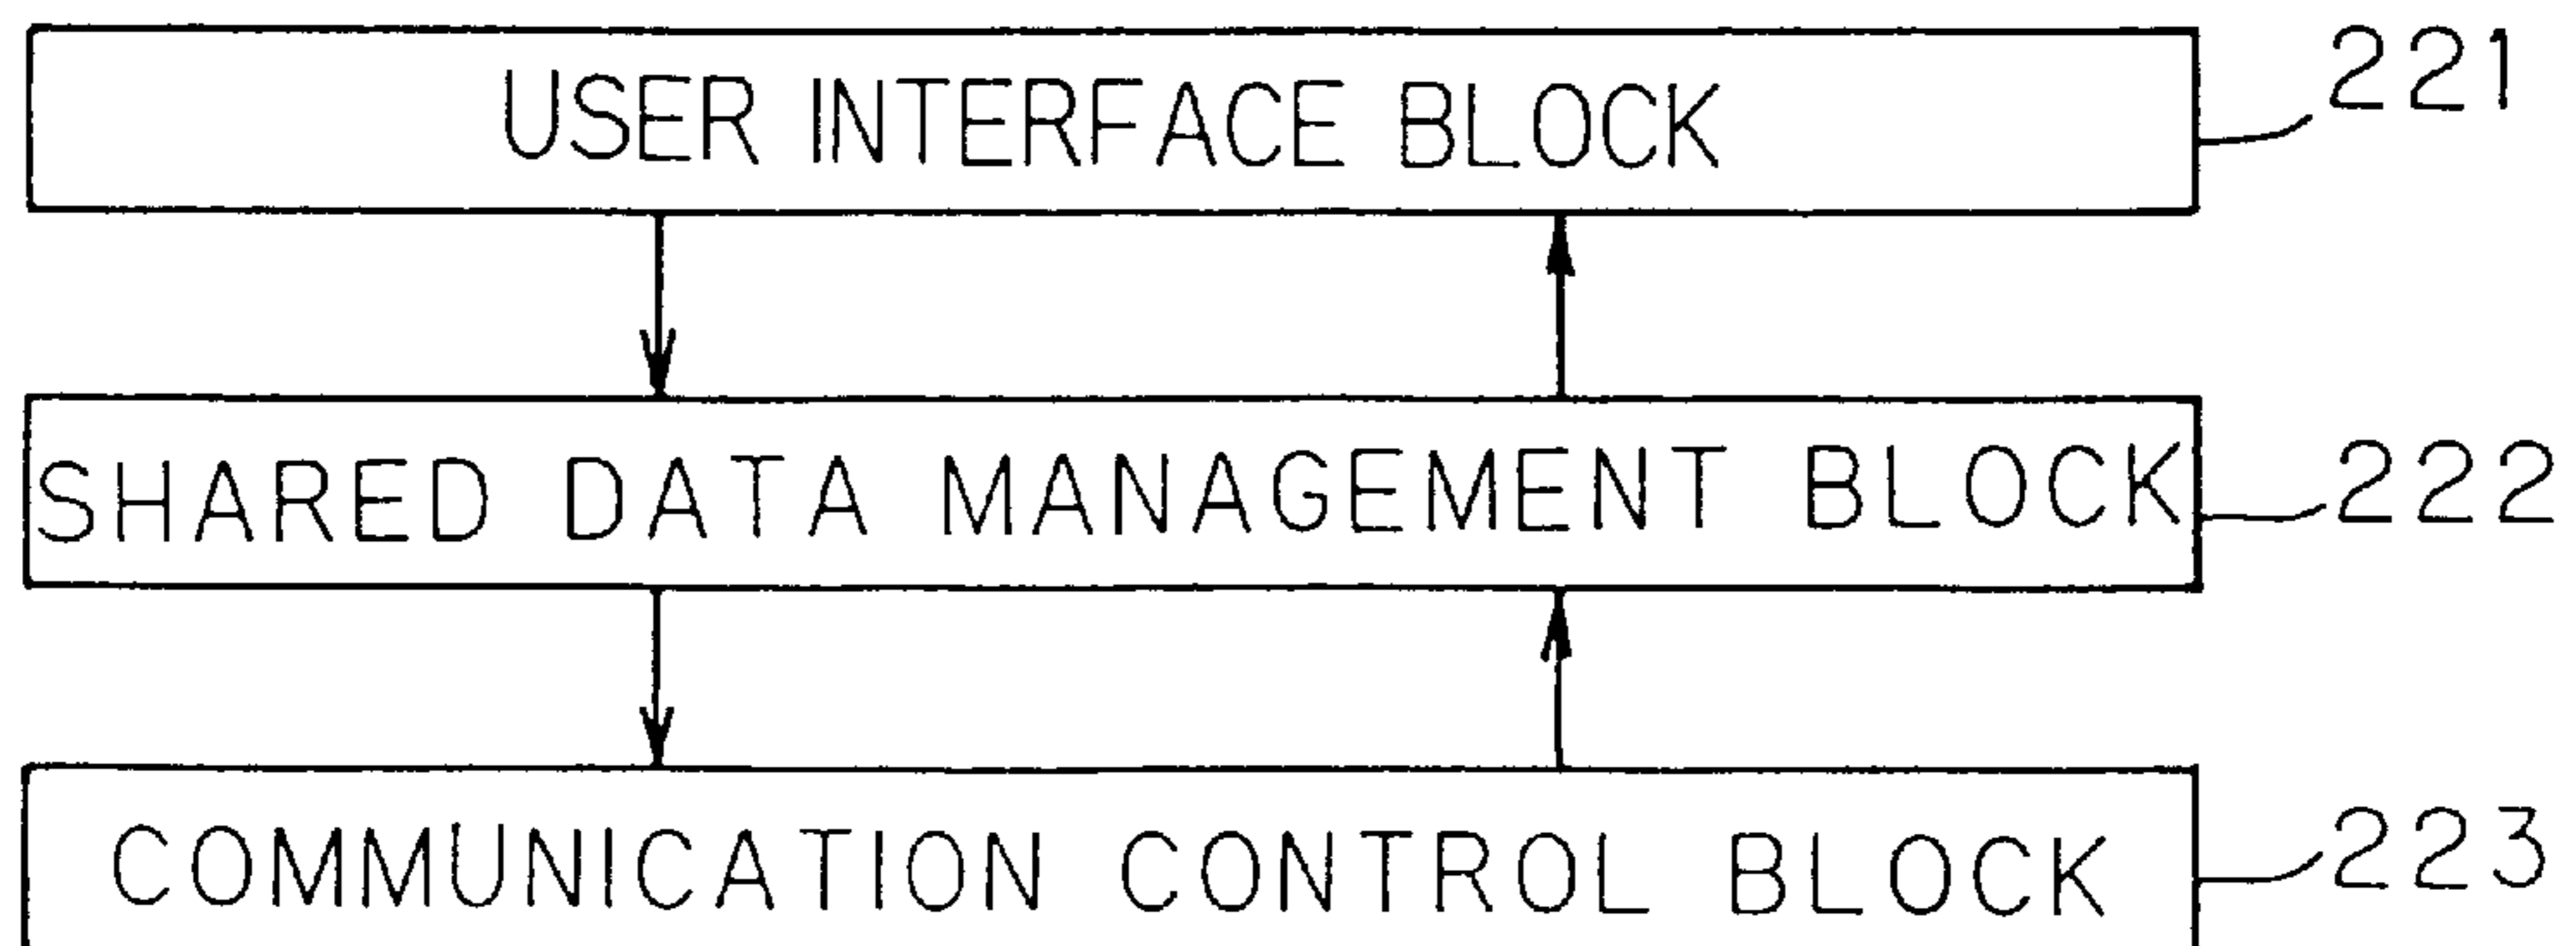 USER INTERFACE BLOCK 221
SHARED DATA MANAGEMENT BLOCK 222
COMMUNICATION CONTROL BLOCK 223